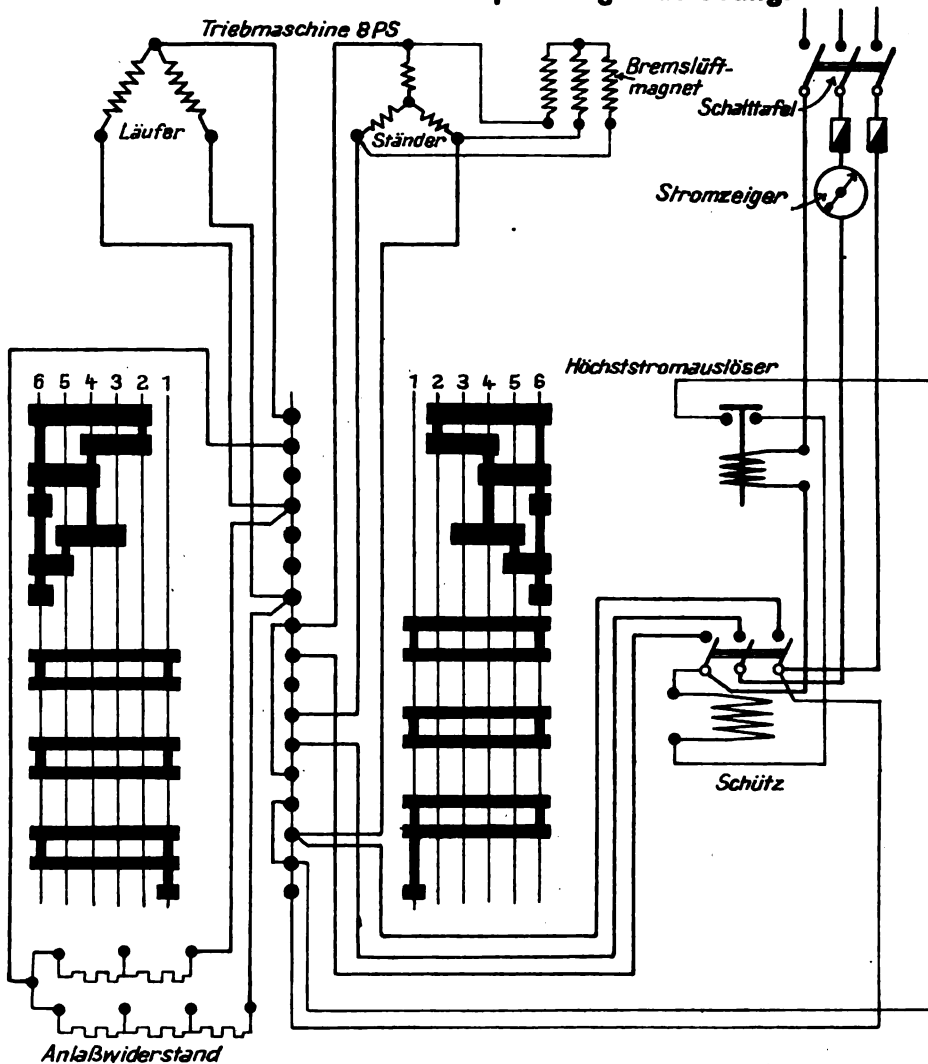 Triebmaschine 8PS
Läufer
Ständer
Bremslüft-
magnet
Schalttafel
Stromzeiger
Höchststromauslöser
6 5 4 3 2 1
1 2 3 4 5 6
Schütz
Anlaßwiderstand